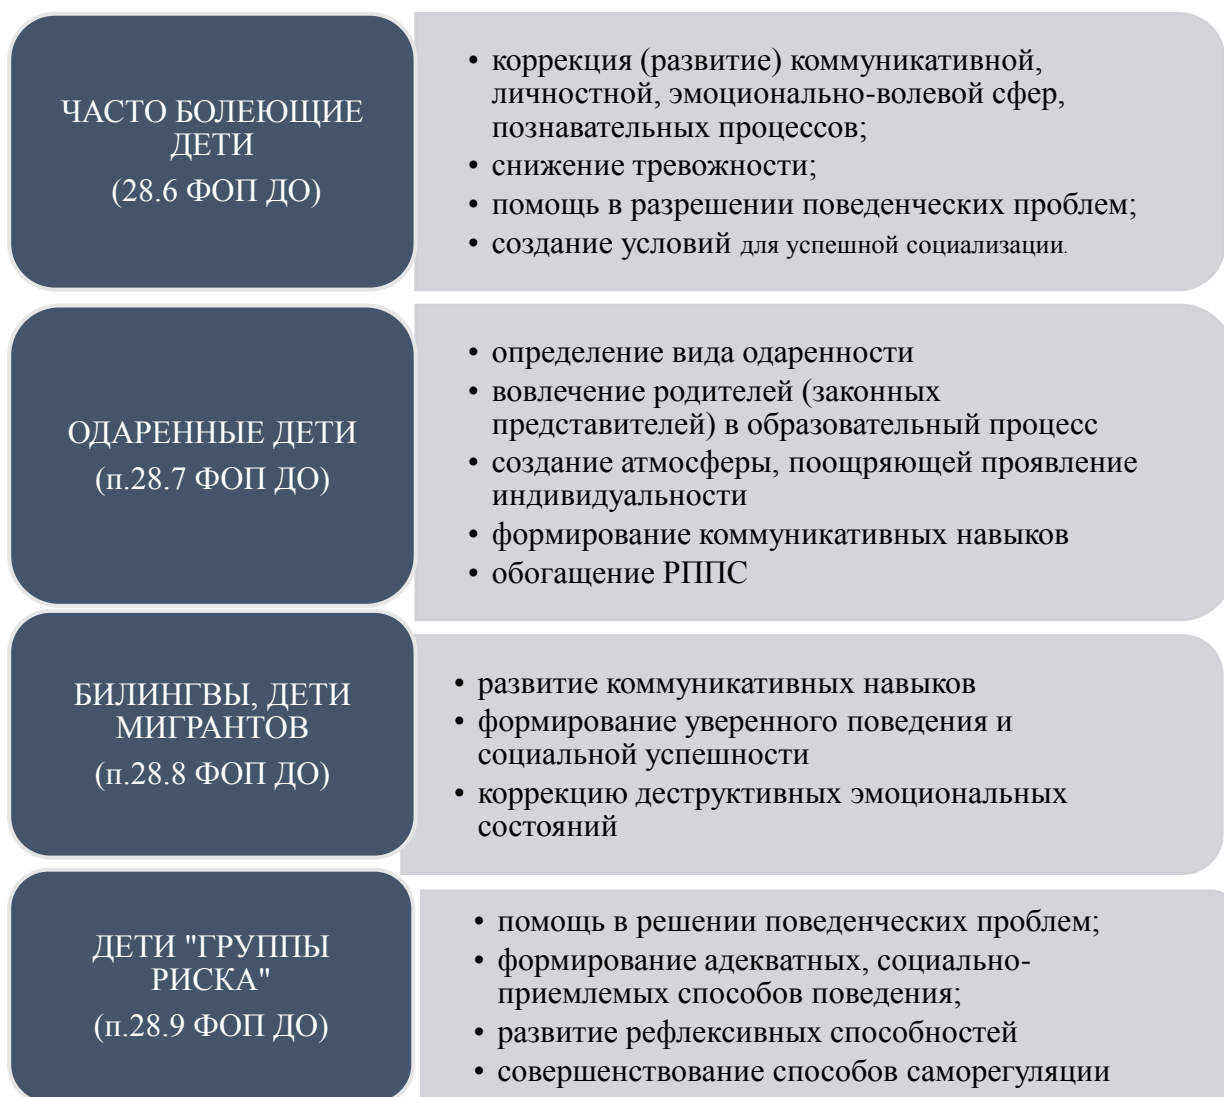 ЧАСТО БОЛЕЮЩИЕ
ДЕТИ
(28.6 ФОП ДО)
• коррекция (развитие) коммуникативной,
личностной, эмоционально-волевой сфер,
познавательных процессов;
• снижение тревожности;
• помощь в разрешении поведенческих проблем;
• создание условий для успешной социализации.
ОДАРЕННЫЕ ДЕТИ
(п.28.7 ФОП ДО)
• определение вида одаренности
• вовлечение родителей (законных
представителей) в образовательный процесс
• создание атмосферы, поощряющей проявление
индивидуальности
• формирование коммуникативных навыков
• обогащение РППС
БИЛИНГВЫ, ДЕТИ
МИГРАНТОВ
(п.28.8 ФОП ДО)
• развитие коммуникативных навыков
• формирование уверенного поведения и
социальной успешности
• коррекцию деструктивных эмоциональных
состояний
ДЕТИ "ГРУППЫ
РИСКА"
(п.28.9 ФОП ДО)
• помощь в решении поведенческих проблем;
• формирование адекватных, социально-
приемлемых способов поведения;
• развитие рефлексивных способностей
• совершенствование способов саморегуляции